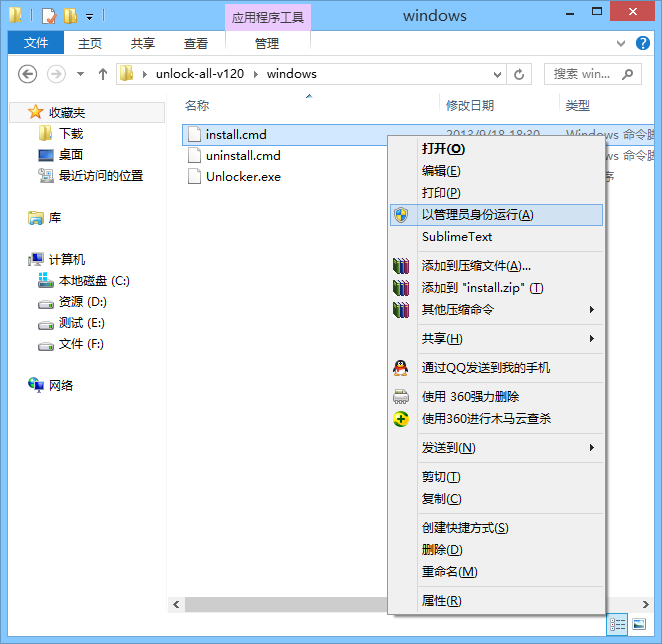 应用程序工具
windows
文件
主页
共享
查看
管理
unlock-all-v120
windows
搜索 win...
名称
修改日期
类型
收藏夹
下载
桌面
最近访问的位置
库
计算机
本地磁盘 (C:)
资源 (D:)
测试 (E:)
文件 (F:)
网络
install.cmd
2013/9/18 18:30
Windows 命令脚
uninstall.cmd
ws 命令脚
Unlocker.exe
序
打开(O)
编辑(E)
打印(P)
以管理员身份运行(A)
SublimeText
添加到压缩文件(A)...
添加到 "install.zip" (T)
其他压缩命令
共享(H)
通过QQ发送到我的手机
使用 360强力删除
使用360进行木马云查杀
发送到(N)
剪切(T)
复制(C)
创建快捷方式(S)
删除(D)
重命名(M)
属性(R)